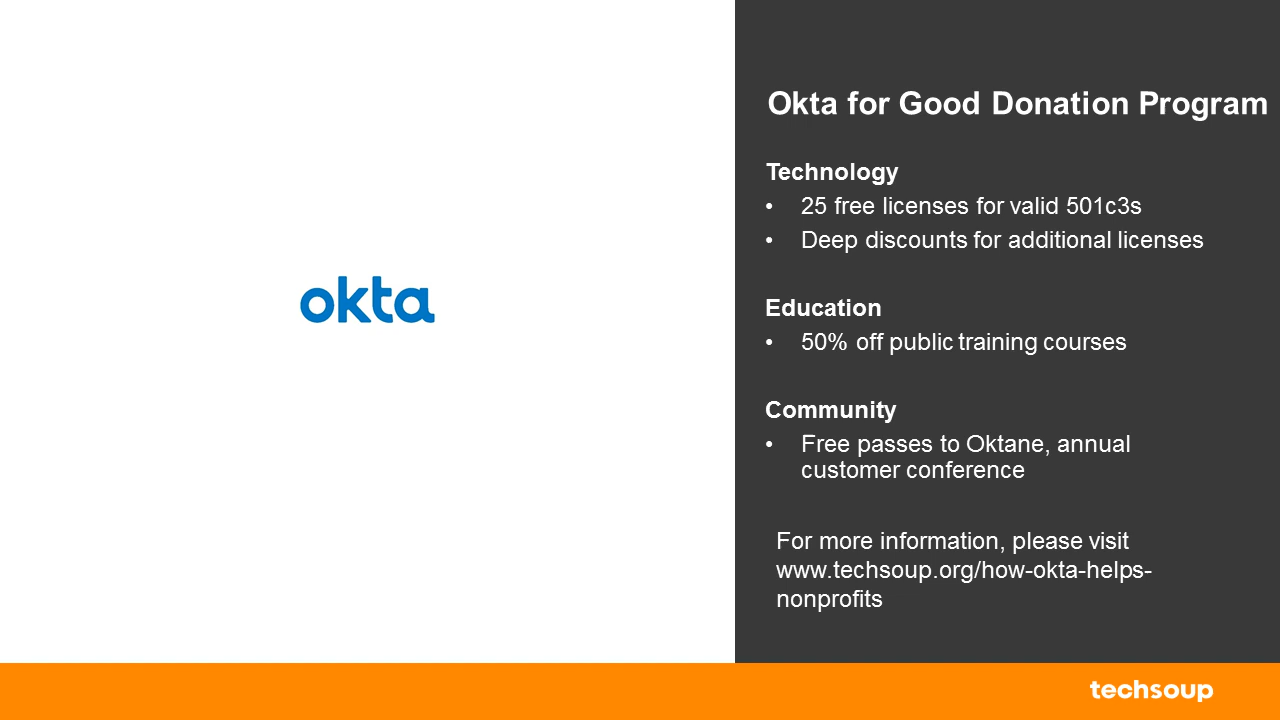 okta
Okta for Good Donation Program
Technology
• 25 free licenses for valid 501c3s
• Deep discounts for additional licenses
Education
• 50% off public training courses
Community
• Free passes to Oktane, annual
customer conference
For more information, please visit
www.techsoup.org/how-okta-helps-
nonprofits
techsoup